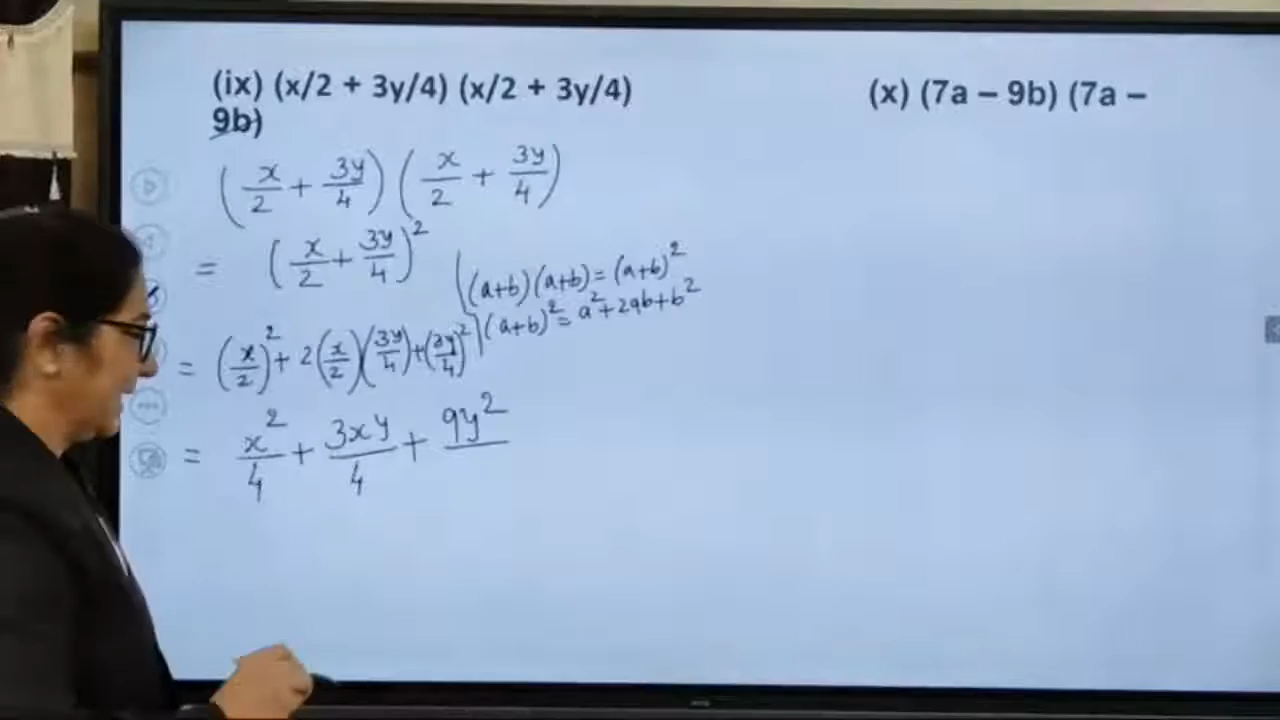 (ix) (x/2 + 3y/4) (x/2 + 3y/4) (x) (7a – 9b) (7a –
9b)
(x/2 + 3y/4) (x/2 + 3y/4)
= (x/2 + 3y/4)²
((a+b)(a+b) = (a+b)²
(a+b)² = a²+2ab+b²
= (x/2)² + 2(x/2)(3y/4) + (3y/4)²
= x²/4 + 3xy/4 + 9y²/